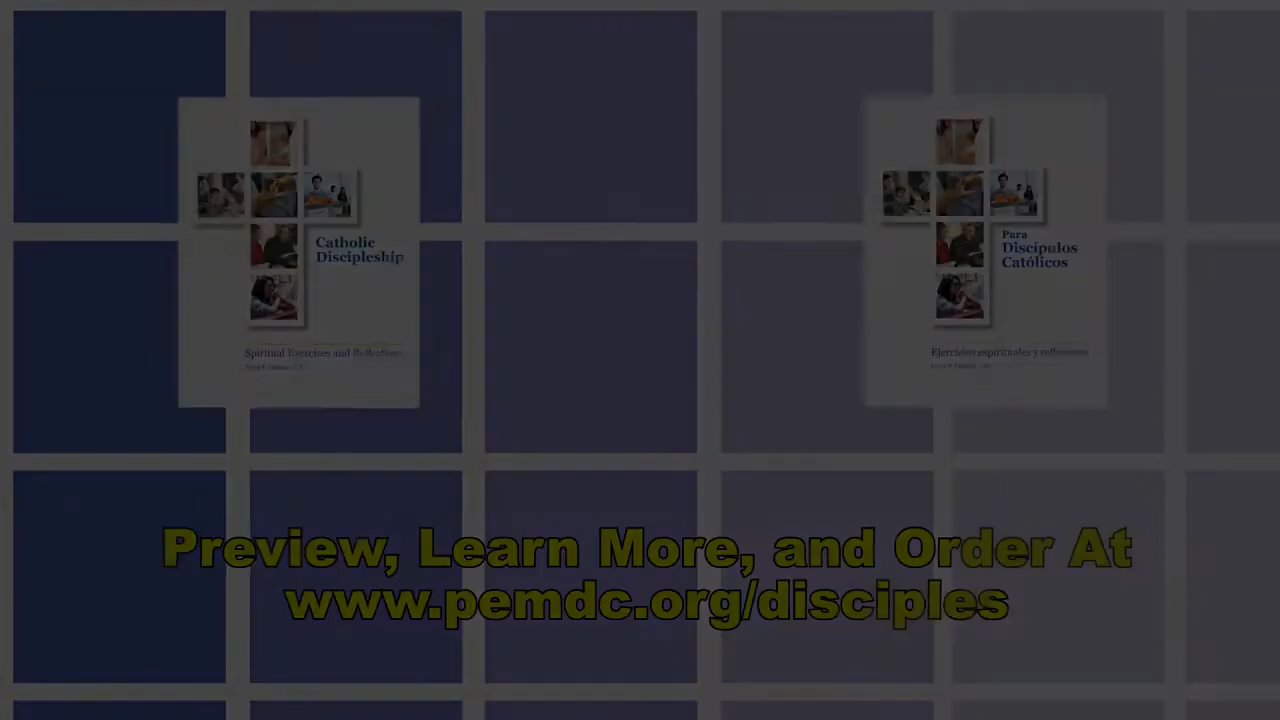 Catholic
Discipleship
Spiritual Exercises and Reflections
Para
Discípulos
Católicos
Ejercicios espirituales y reflexiones
Preview, Learn More, and Order At
www.pemdc.org/disciples